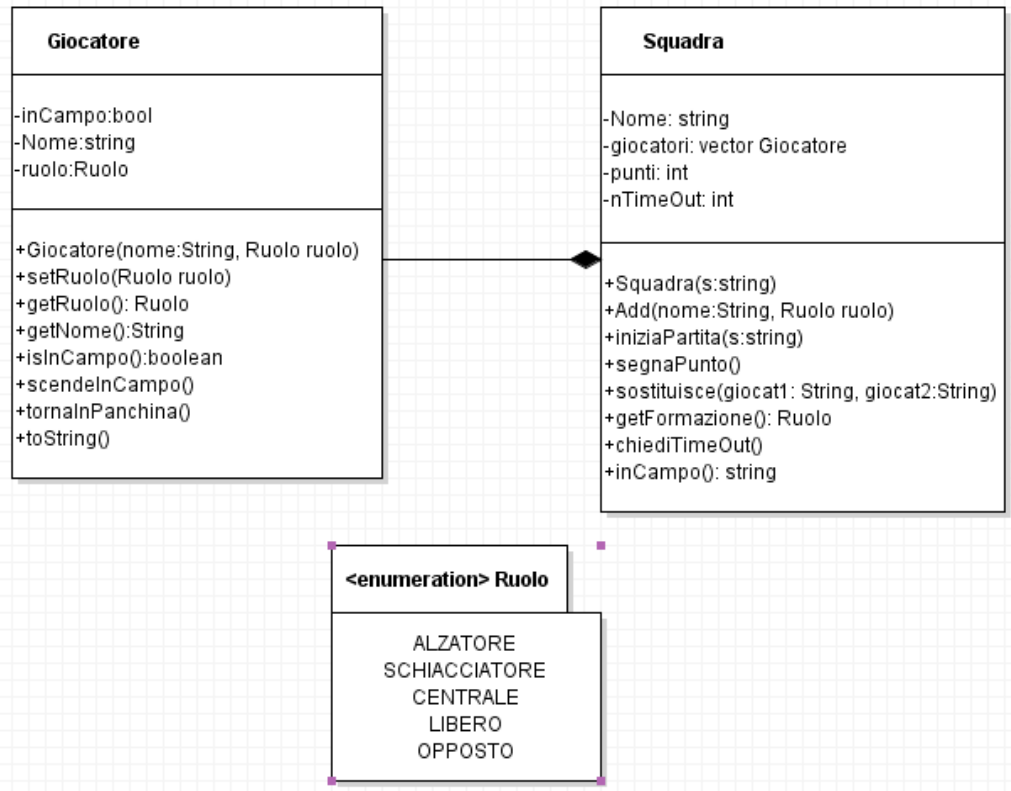 Giocatore
-inCampo:bool
-Nome:string
-ruolo:Ruolo
+Giocatore(nome:String, Ruolo ruolo)
+setRuolo(Ruolo ruolo)
+getRuolo(): Ruolo
+getNome():String
+isInCampo():boolean
+scendeInCampo()
+tornaInPanchina()
+toString()
Squadra
-Nome: string
-giocatori: vector Giocatore
-punti: int
-nTimeOut: int
+Squadra(s:string)
+Add(nome:String, Ruolo ruolo)
+iniziaPartita(s:string)
+segnaPunto()
+sostituisce(giocat1: String, giocat2:String)
+getFormazione(): Ruolo
+chiediTimeOut()
+inCampo(): string
<enumeration> Ruolo
ALZATORE
SCHIACCIATORE
CENTRALE
LIBERO
OPPOSTO